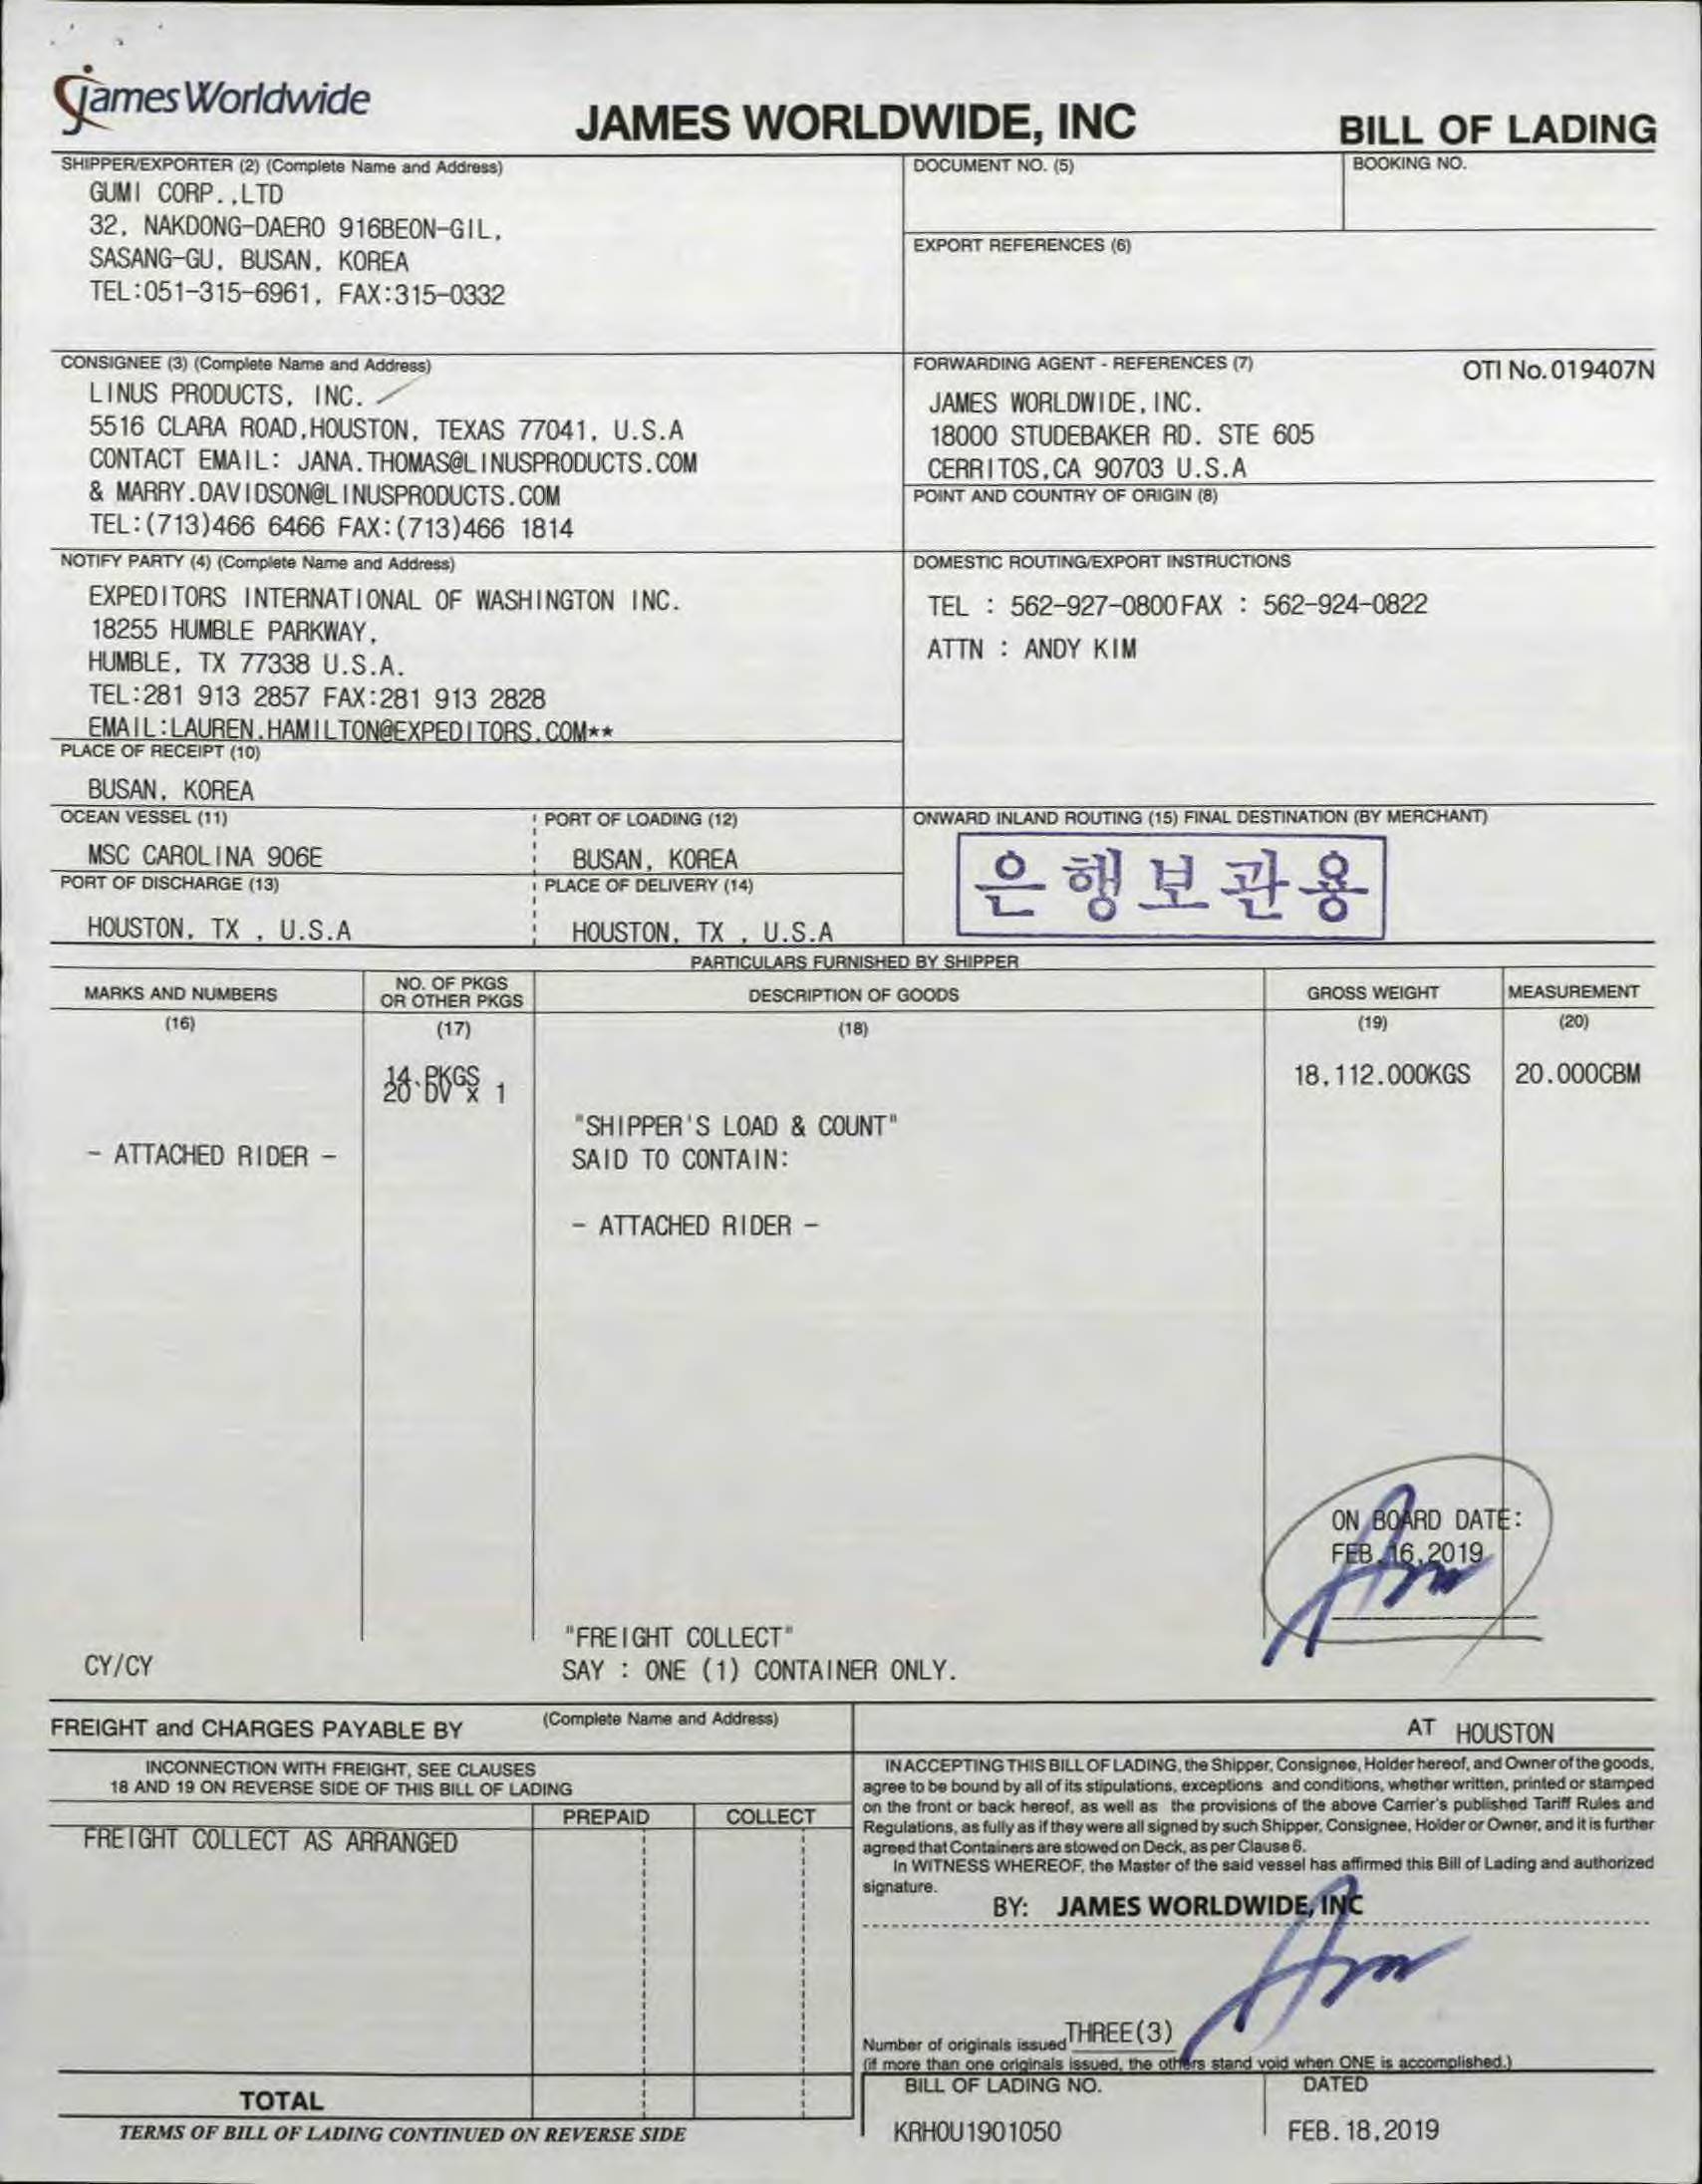 james Worldwide
JAMES WORLDWIDE, INC
BILL OF LADING
SHIPPER/EXPORTER (2) (Complete Name and Address)
GUMI CORP.,LTD
32, NAKDONG-DAERO 916BEON-GIL,
SASANG-GU, BUSAN, KOREA
TEL:051-315-6961, FAX:315-0332
DOCUMENT NO. (5)
BOOKING NO.
EXPORT REFERENCES (6)
CONSIGNEE (3) (Complete Name and Address)
LINUS PRODUCTS, INC.
5516 CLARA ROAD,HOUSTON, TEXAS 77041, U.S.A
CONTACT EMAIL: JANA.THOMAS@LINUSPRODUCTS.COM
& MARRY.DAVIDSON@LINUSPRODUCTS.COM
TEL:(713)466 6466 FAX:(713)466 1814
FORWARDING AGENT - REFERENCES (7)
OTI No.019407N
JAMES WORLDWIDE,INC.
18000 STUDEBAKER RD. STE 605
CERRITOS,CA 90703 U.S.A
POINT AND COUNTRY OF ORIGIN (8)
NOTIFY PARTY (4) (Complete Name and Address)
EXPEDITORS INTERNATIONAL OF WASHINGTON INC.
18255 HUMBLE PARKWAY,
HUMBLE, TX 77338 U.S.A.
TEL:281 913 2857 FAX:281 913 2828
EMAIL:LAUREN.HAMILTON@EXPEDITORS.COM**
DOMESTIC ROUTING/EXPORT INSTRUCTIONS
TEL : 562-927-0800 FAX : 562-924-0822
ATTN : ANDY KIM
PLACE OF RECEIPT (10)
BUSAN, KOREA
OCEAN VESSEL (11)
MSC CAROLINA 906E
PORT OF LOADING (12)
BUSAN, KOREA
ONWARD INLAND ROUTING (15) FINAL DESTINATION (BY MERCHANT)
은행보관용
PORT OF DISCHARGE (13)
HOUSTON, TX , U.S.A
PLACE OF DELIVERY (14)
HOUSTON, TX , U.S.A
PARTICULARS FURNISHED BY SHIPPER
MARKS AND NUMBERS
NO. OF PKGS
OR OTHER PKGS
DESCRIPTION OF GOODS
GROSS WEIGHT
MEASUREMENT
(16)
(17)
(18)
(19)
(20)
14 PKGS
20'DV X 1
18,112.000KGS
20.000CBM
"SHIPPER'S LOAD & COUNT"
SAID TO CONTAIN:
- ATTACHED RIDER -
- ATTACHED RIDER -
ON BOARD DATE:
FEB.16,2019
"FREIGHT COLLECT"
CY/CY
SAY : ONE (1) CONTAINER ONLY.
FREIGHT and CHARGES PAYABLE BY
(Complete Name and Address)
AT HOUSTON
INCONNECTION WITH FREIGHT, SEE CLAUSES
18 AND 19 ON REVERSE SIDE OF THIS BILL OF LADING
PREPAID
COLLECT
FREIGHT COLLECT AS ARRANGED
IN ACCEPTING THIS BILL OF LADING, the Shipper, Consignee, Holder hereof, and Owner of the goods,
agree to be bound by all of its stipulations, exceptions and conditions, whether written, printed or stamped
on the front or back hereof, as well as the provisions of the above Carrier's published Tariff Rules and
Regulations, as fully as if they were all signed by such Shipper, Consignee, Holder or Owner, and it is further
agreed that Containers are stowed on Deck, as per Clause 6.
In WITNESS WHEREOF, the Master of the said vessel has affirmed this Bill of Lading and authorized
signature.
BY: JAMES WORLDWIDE, INC
Number of originals issued THREE(3)
(if more than one originals issued, the others stand void when ONE is accomplished.)
BILL OF LADING NO.
DATED
TOTAL
KRHOU1901050
FEB.18,2019
TERMS OF BILL OF LADING CONTINUED ON REVERSE SIDE